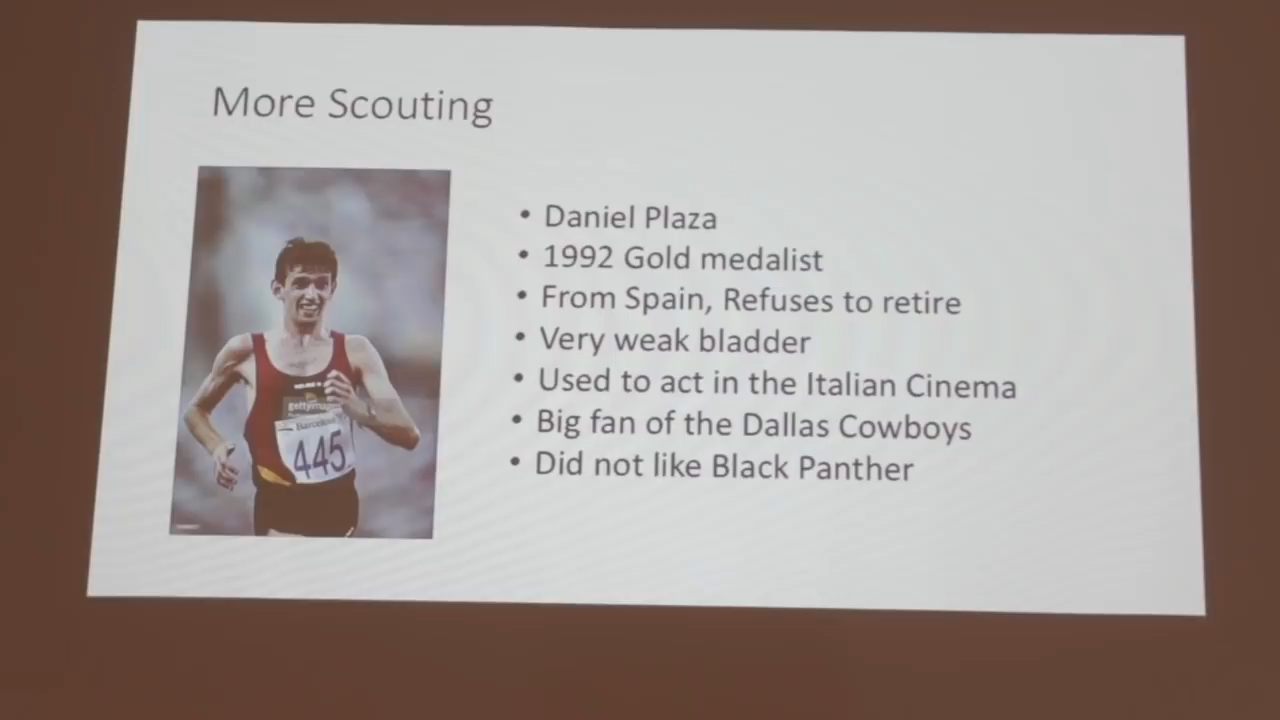 More Scouting
• Daniel Plaza
• 1992 Gold medalist
• From Spain, Refuses to retire
• Very weak bladder
• Used to act in the Italian Cinema
• Big fan of the Dallas Cowboys
• Did not like Black Panther
Barcelona
445